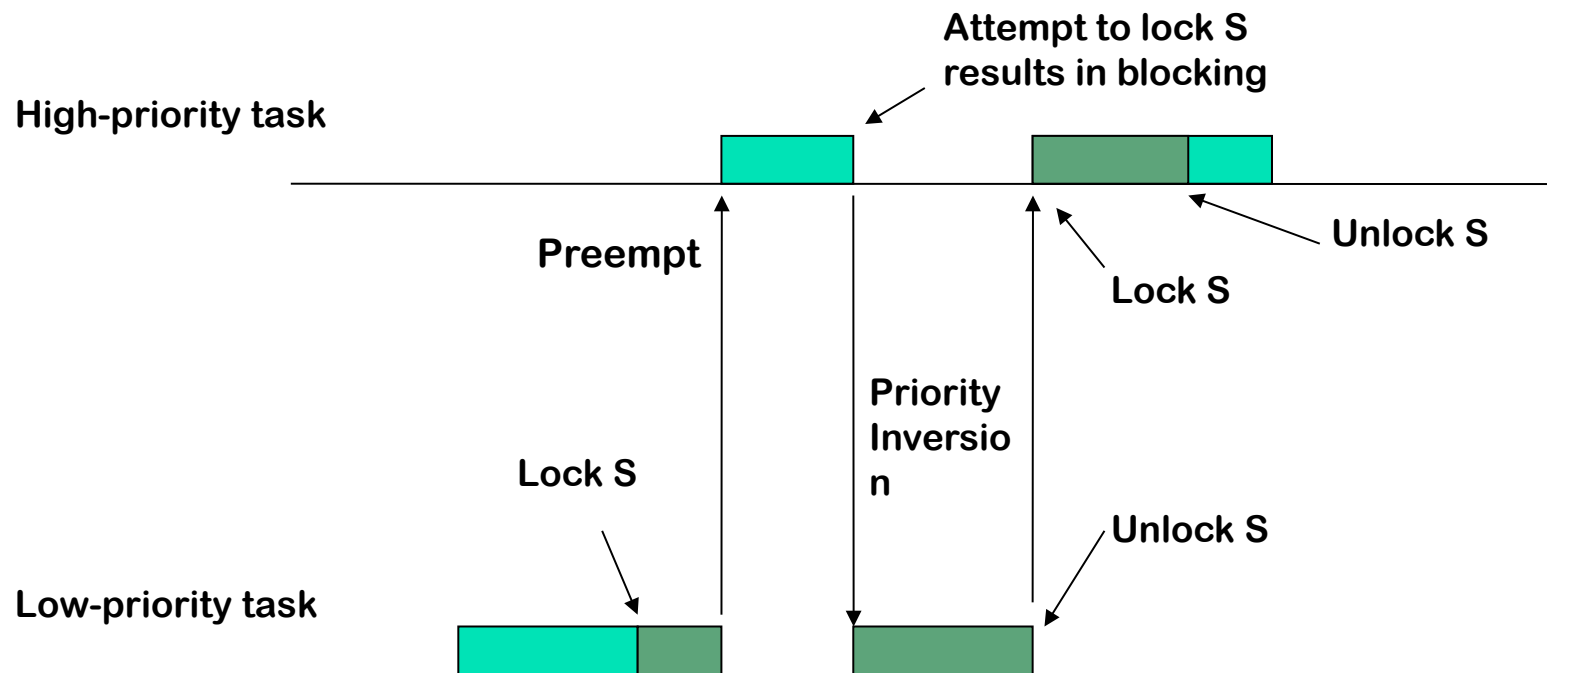 Attempt to lock S
results in blocking
High-priority task
Unlock S
Preempt
Lock S
Priority
Inversio
n
Lock S
Unlock S
Low-priority task